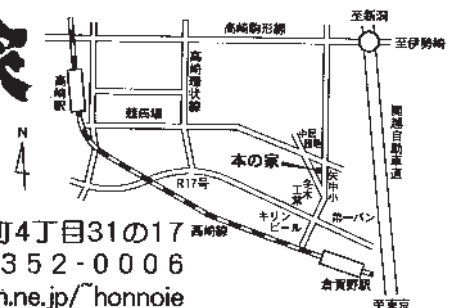 至新潟
高崎駒形線
至伊勢崎
家
高崎駅
高崎環状線
競馬場
関越自動車道
N
中居団地
本の家
矢中小
R17号
キリン
ビール
第一パン
町4丁目31の17
高崎線
352-0006
倉賀野駅
n.ne.jp/~honnoie
至東京